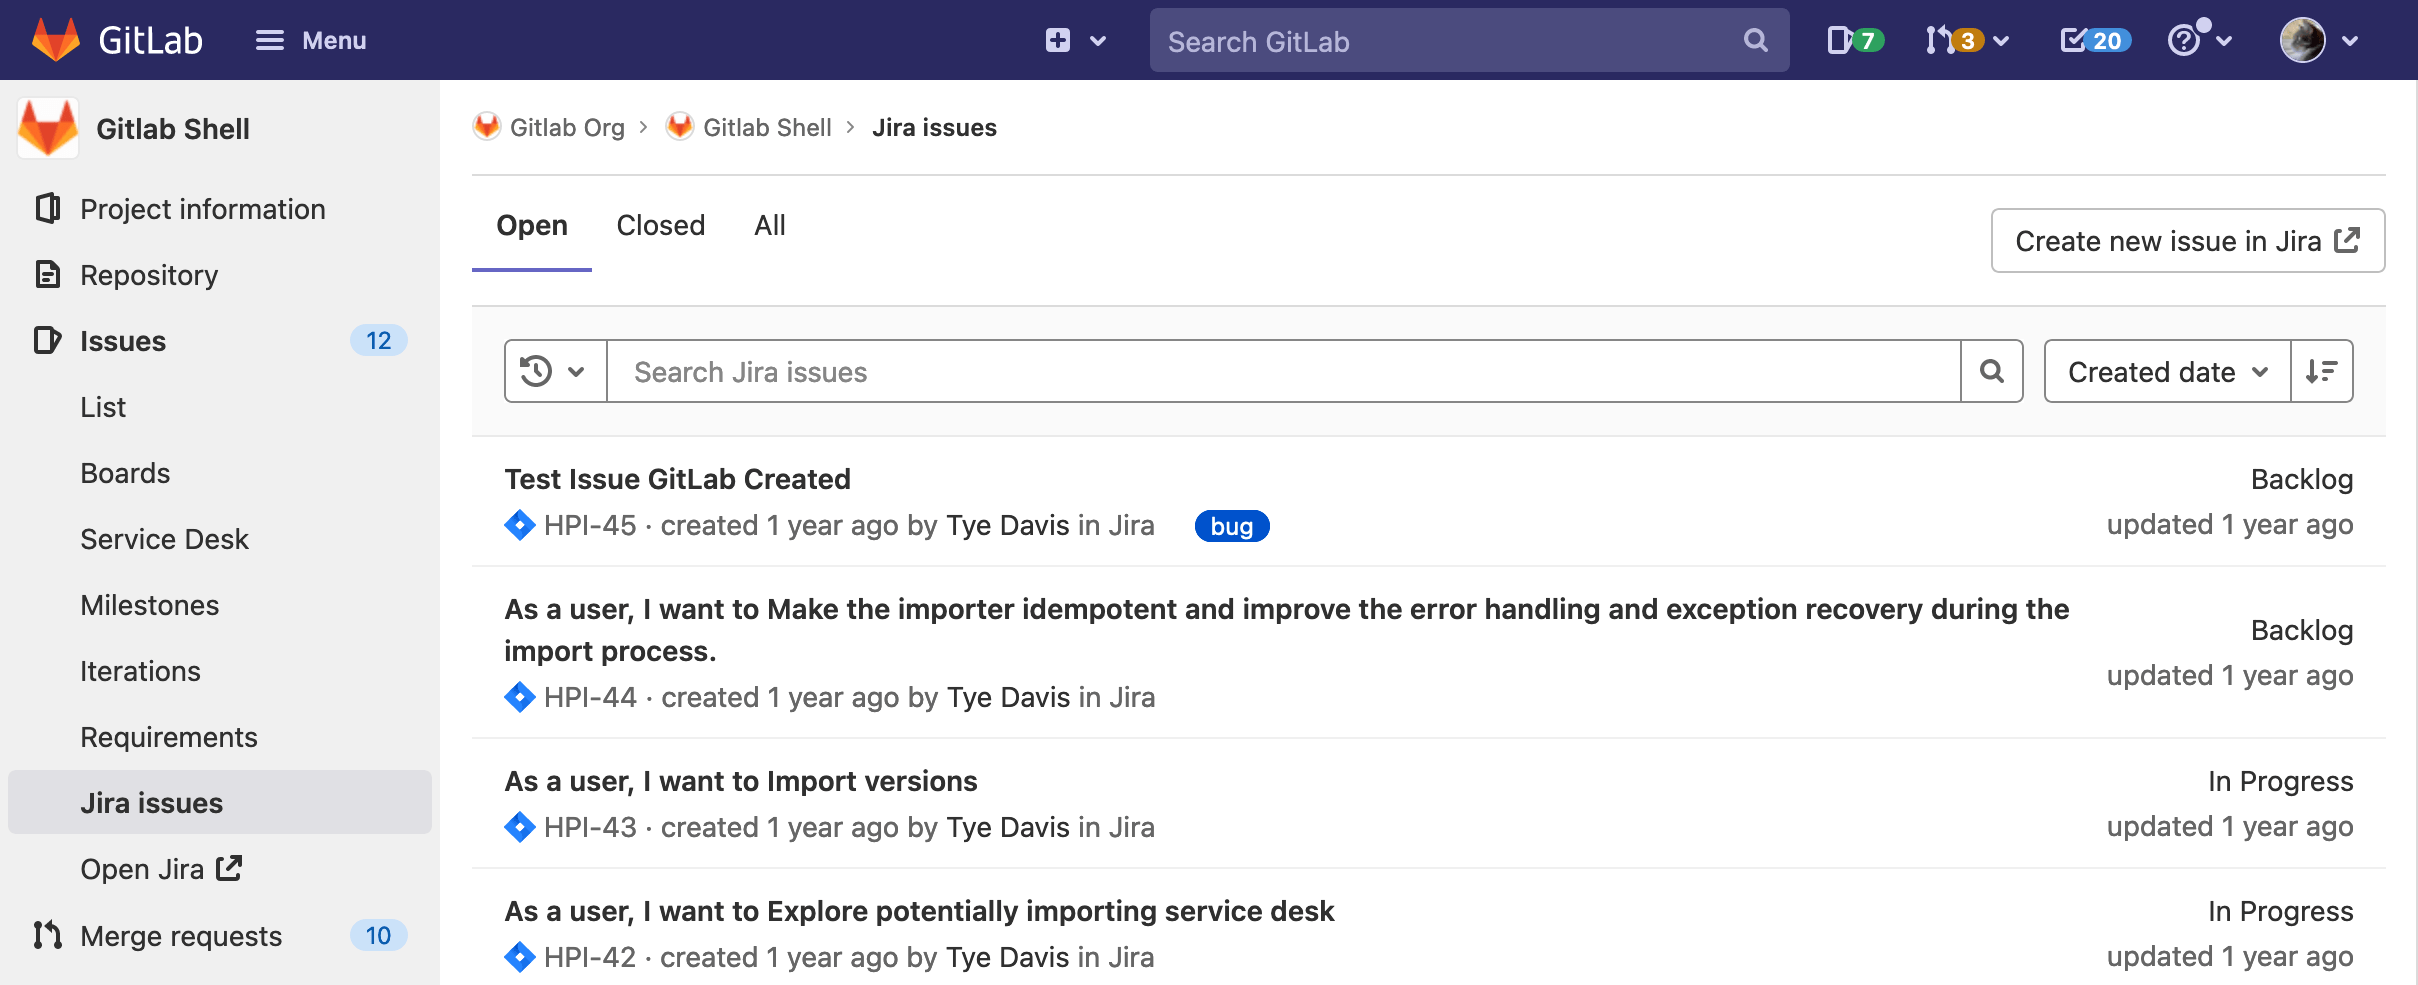 GitLab
Menu
Search GitLab
7
3
20
Gitlab Shell
Project information
Repository
Issues 12
List
Boards
Service Desk
Milestones
Iterations
Requirements
Jira issues
Open Jira
Merge requests 10
Gitlab Org › Gitlab Shell › Jira issues
Open Closed All
Create new issue in Jira
Search Jira issues
Created date
Test Issue GitLab Created
Backlog
HPI-45 · created 1 year ago by Tye Davis in Jira bug
updated 1 year ago
As a user, I want to Make the importer idempotent and improve the error handling and exception recovery during the
import process.
Backlog
HPI-44 · created 1 year ago by Tye Davis in Jira
updated 1 year ago
As a user, I want to Import versions
In Progress
HPI-43 · created 1 year ago by Tye Davis in Jira
updated 1 year ago
As a user, I want to Explore potentially importing service desk
In Progress
HPI-42 · created 1 year ago by Tye Davis in Jira
updated 1 year ago